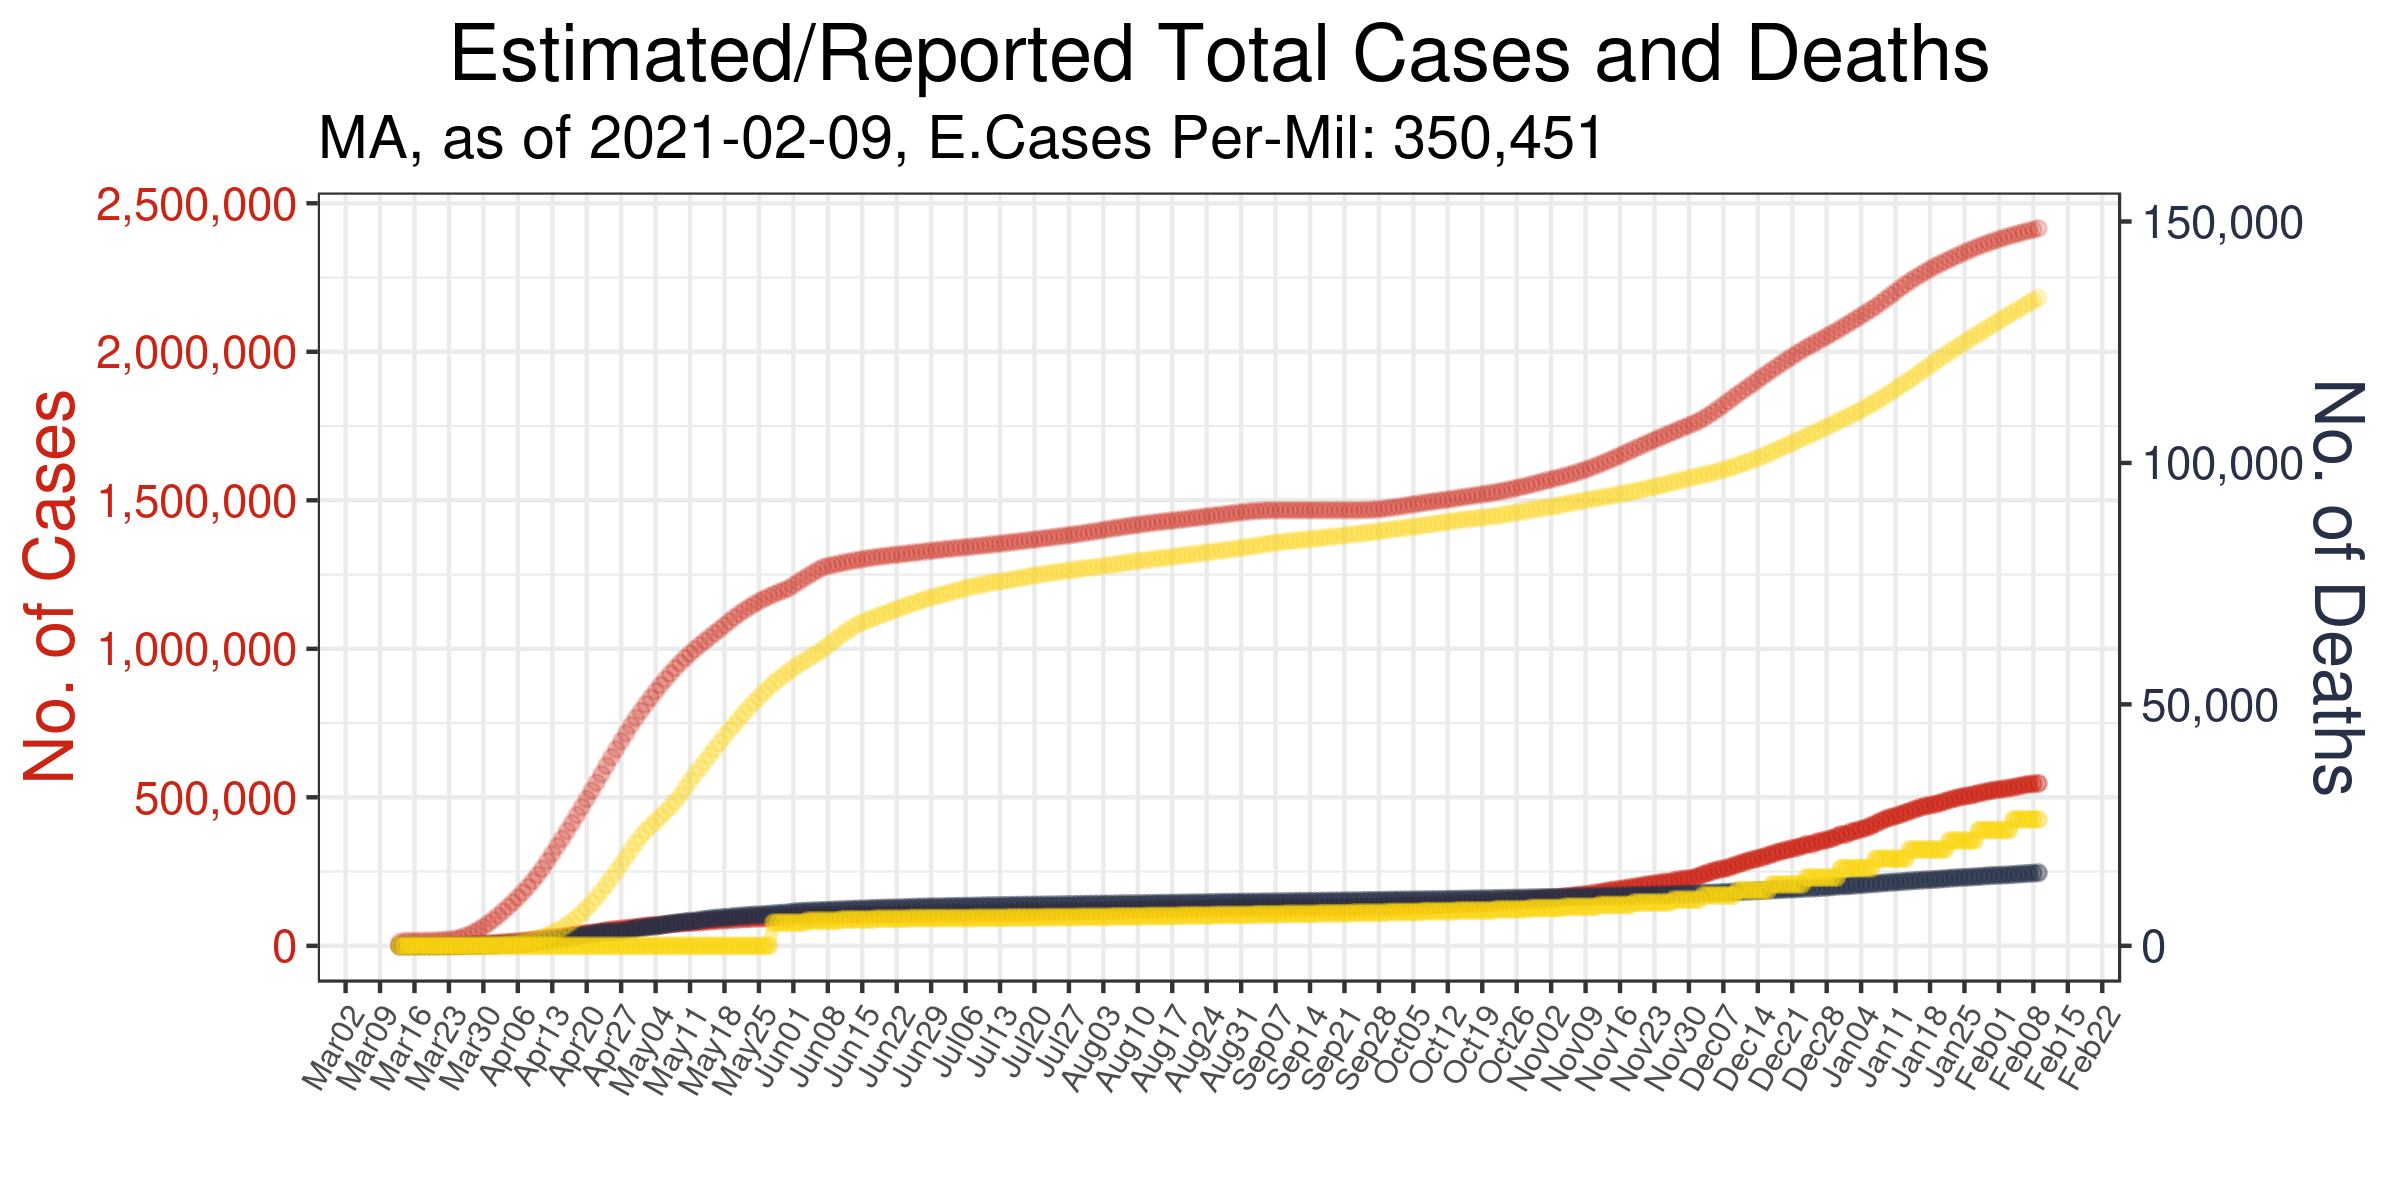 Estimated/Reported Total Cases and Deaths
MA, as of 2021-02-09, E.Cases Per-Mil: 350,451
No. of Cases
2,500,000
2,000,000
1,500,000
1,000,000
500,000
0
150,000
100,000
50,000
0
No. of Deaths
Mar02
Mar09
Mar16
Mar23
Mar30
Apr06
Apr13
Apr20
Apr27
May04
May11
May18
May25
Jun01
Jun08
Jun15
Jun22
Jun29
Jul06
Jul13
Jul20
Jul27
Aug03
Aug10
Aug17
Aug24
Aug31
Sep07
Sep14
Sep21
Sep28
Oct05
Oct12
Oct19
Oct26
Nov02
Nov09
Nov16
Nov23
Nov30
Dec07
Dec14
Dec21
Dec28
Jan04
Jan11
Jan18
Jan25
Feb01
Feb08
Feb15
Feb22